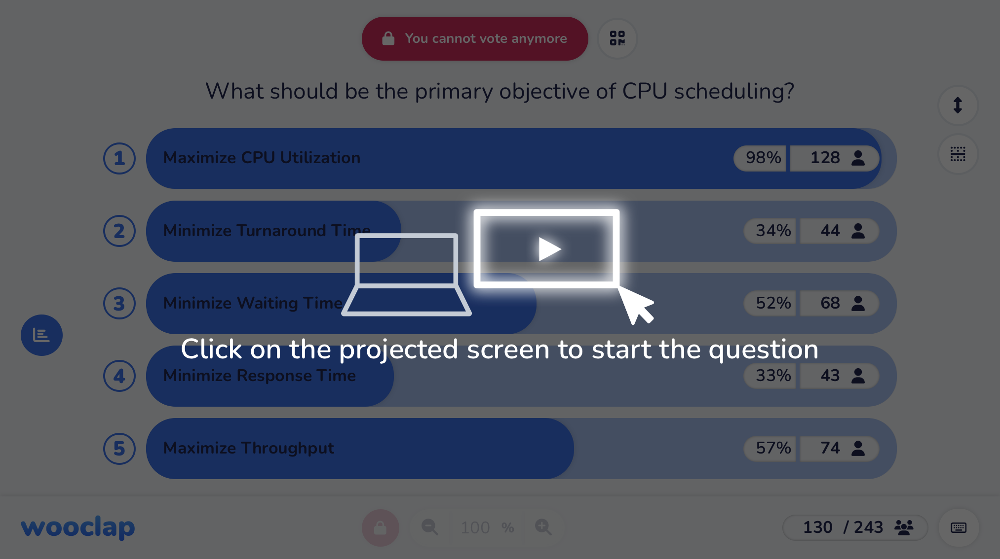 You cannot vote anymore
What should be the primary objective of CPU scheduling?
1 Maximize CPU Utilization 98% 128
2 Minimize Turnaround Time 34% 44
3 Minimize Waiting Time 52% 68
Click on the projected screen to start the question
4 Minimize Response Time 33% 43
5 Maximize Throughput 57% 74
wooclap 100 % 130 / 243